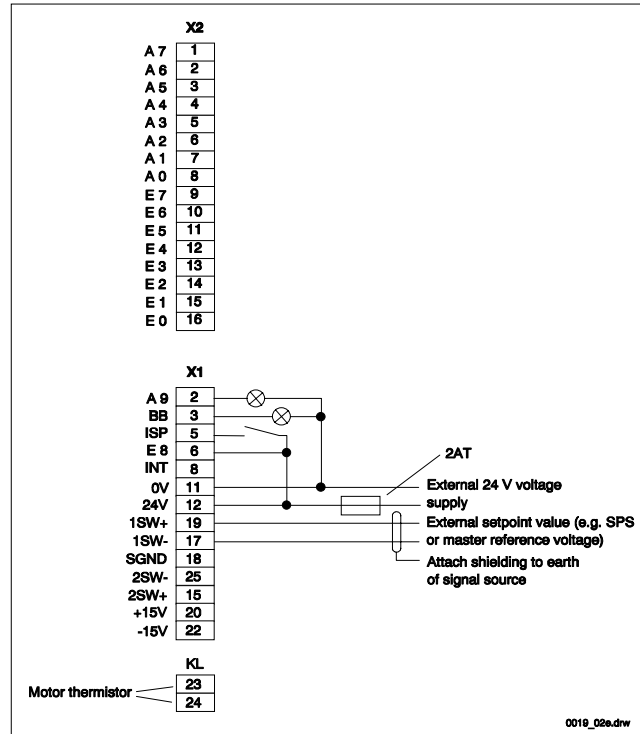 X2
A 7 1
A 6 2
A 5 3
A 4 4
A 3 5
A 2 6
A 1 7
A 0 8
E 7 9
E 6 10
E 5 11
E 4 12
E 3 13
E 2 14
E 1 15
E 0 16
X1
A 9 2
BB 3
ISP 5
E 8 6
INT 8
0V 11
24V 12
1SW+ 19
1SW- 17
SGND 18
2SW- 25
2SW+ 15
+15V 20
-15V 22
2AT
External 24 V voltage
supply
External setpoint value (e.g. SPS
or master reference voltage)
Attach shielding to earth
of signal source
KL
23
24
Motor thermistor
0019_02e.drw